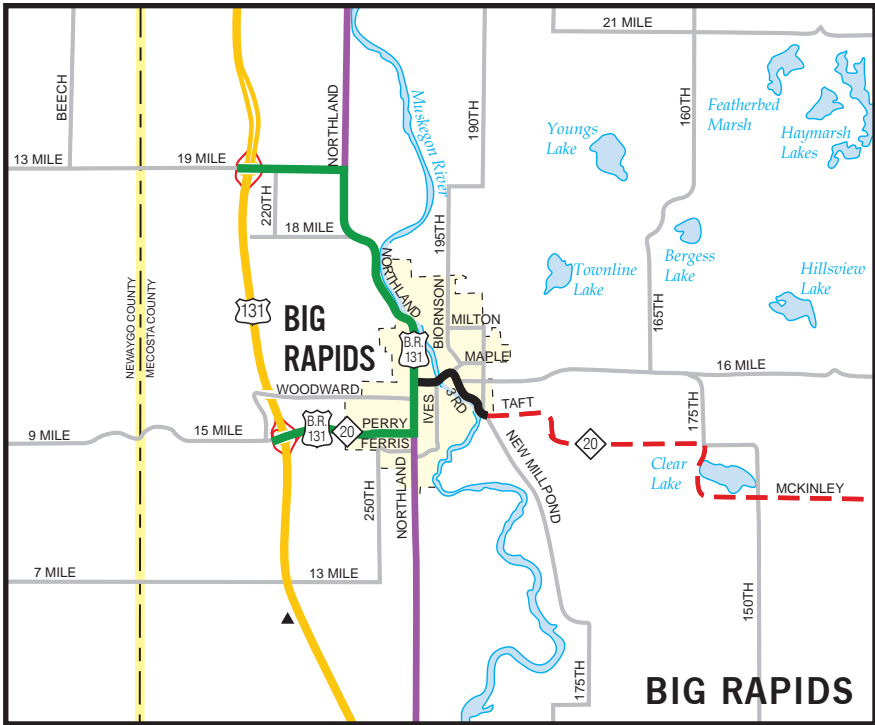 21 MILE
BEECH
NORTHLAND
Muskegon River
190TH
160TH
Featherbed
Marsh
Haymarsh
Lakes
Youngs
Lake
13 MILE
19 MILE
220TH
18 MILE
195TH
NORTHLAND
Bergess
Lake
Townline
Lake
Hillsview
Lake
NEWAYGO COUNTY
MECOSTA COUNTY
131
BIG
RAPIDS
BIORNSON
MILTON
165TH
B.R.
131
MAPLE
16 MILE
WOODWARD
IVES
3 RD
TAFT
175TH
9 MILE
15 MILE
B.R.
131
20
PERRY
FERRIS
20
NEW MILLPOND
Clear
Lake
MCKINLEY
250TH
NORTHLAND
7 MILE
13 MILE
150TH
175TH
BIG RAPIDS